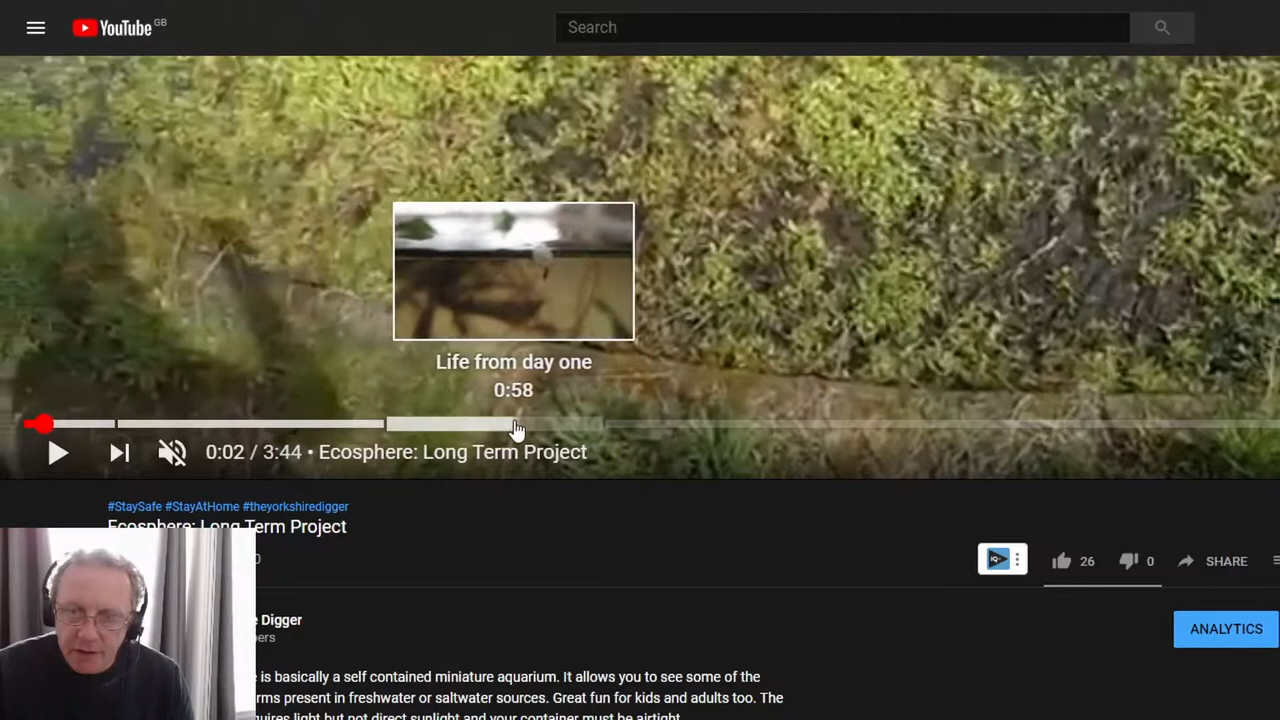 YouTube GB
Search
Life from day one
0:58
0:02 / 3:44 • Ecosphere: Long Term Project
#StaySafe #StayAtHome #theyorkshiredigger
Ecosphere: Long Term Project
0
IQ
26
0
SHARE
Digger
ANALYTICS
is basically a self contained miniature aquarium. It allows you to see some of the
present in freshwater or saltwater sources. Great fun for kids and adults too. The
light but not direct sunlight and your container must be airtight